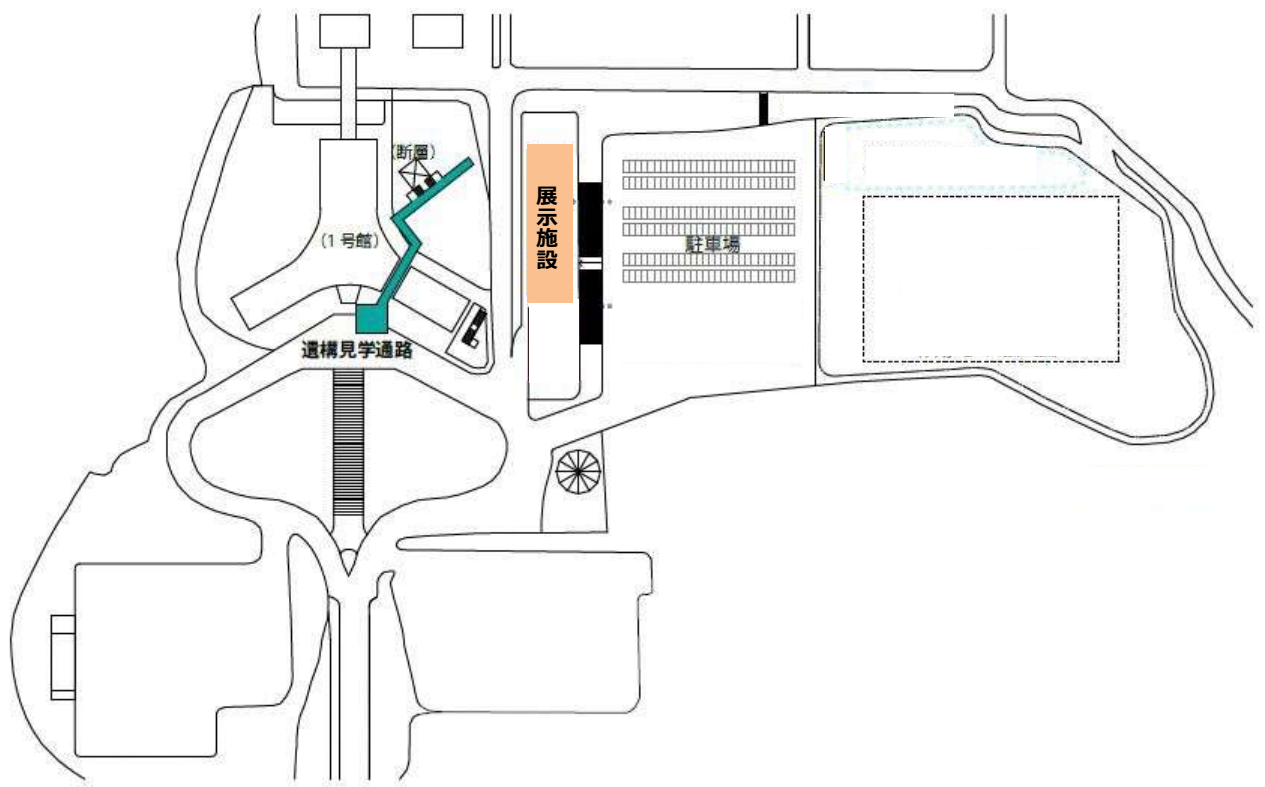 （断層）
展示施設
（１号館）
駐車場
遺構見学通路